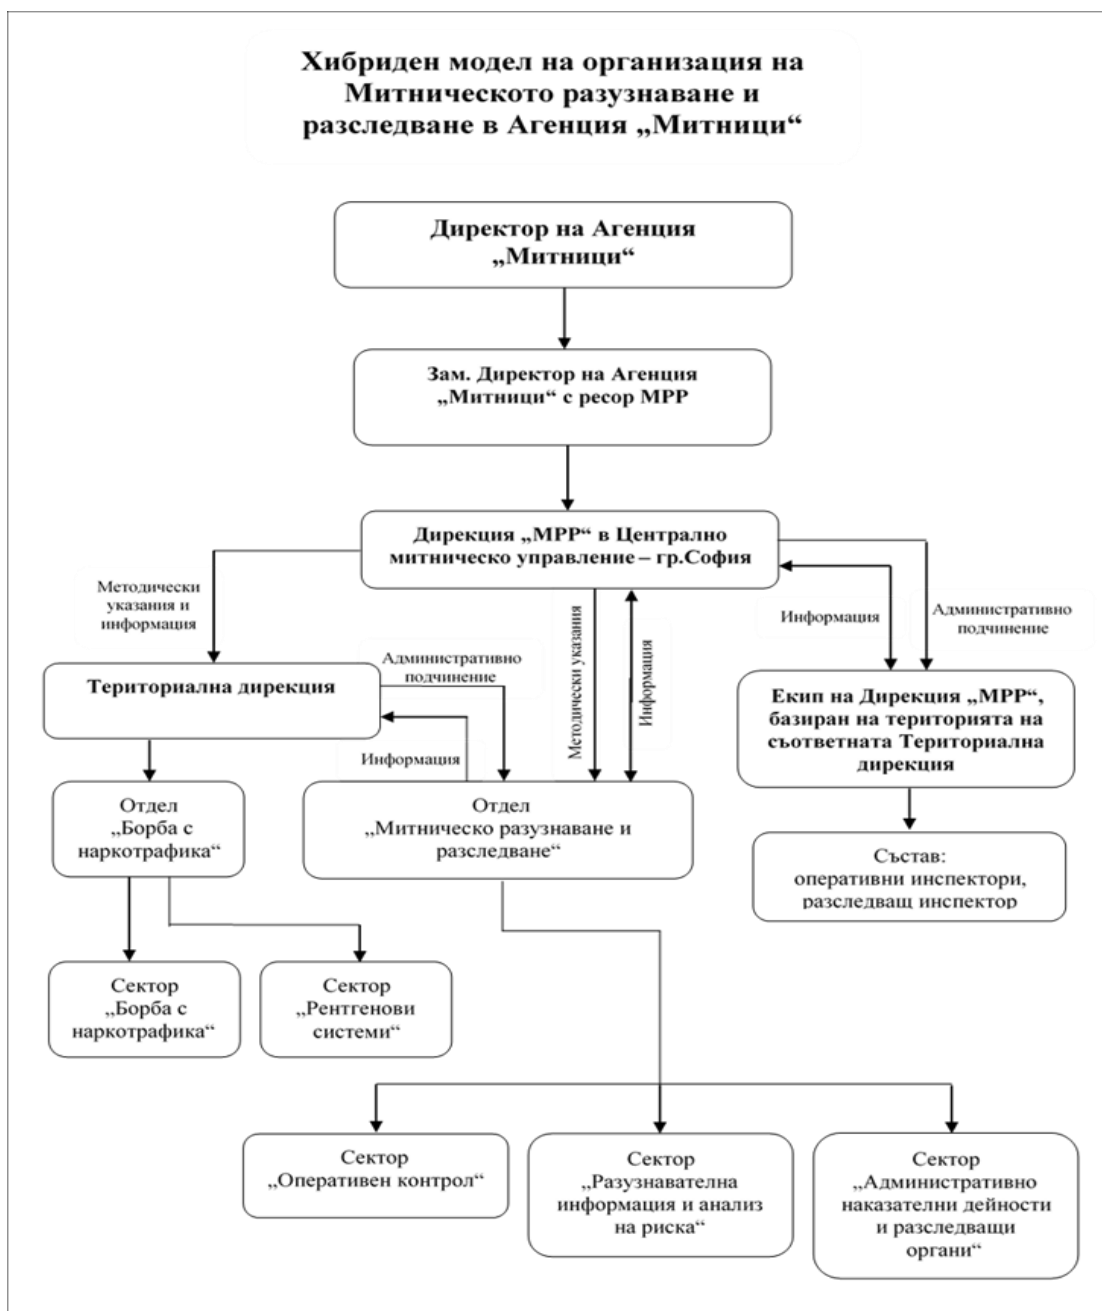 Хибриден модел на организация на
Митническото разузнаване и
разследване в Агенция „Митници“
Директор на Агенция
„Митници“
Зам. Директор на Агенция
„Митници“ с ресор МРР
Дирекция „МРР“ в Централно
митническо управление – гр.София
Методически
указания и
информация
Административно
подчинение
Информация
Методически указания
Информация
Информация
Административно
подчинение
Териториална дирекция
Екип на Дирекция „МРР“,
базиран на територията на
съответната Териториална
дирекция
Отдел
„Борба с
наркотрафика“
Отдел
„Митническо разузнаване и
разследване“
Състав:
оперативни инспектори,
разследващ инспектор
Сектор
„Борба с
наркотрафика“
Сектор
„Рентгенови
системи“
Сектор
„Оперативен контрол“
Сектор
„Разузнавателна
информация и анализ
на риска“
Сектор
„Административно
наказателни дейности
и разследващи
органи“